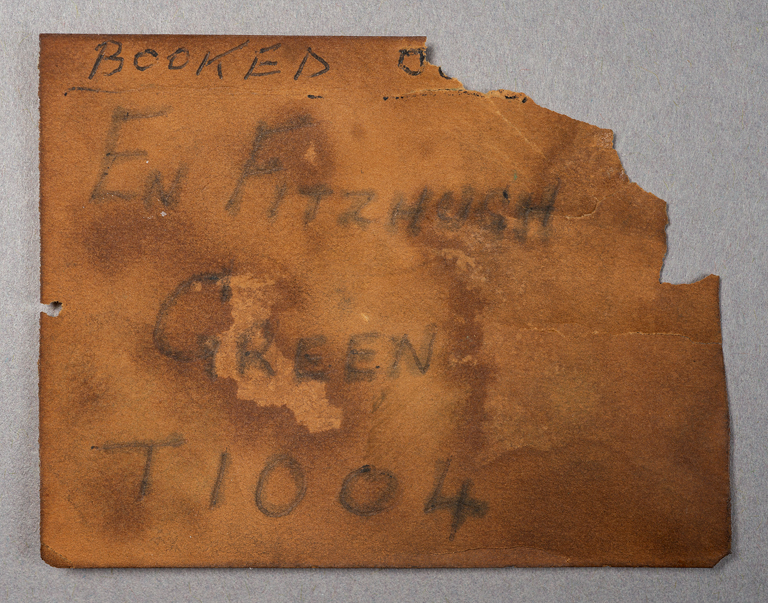 BOOKED
EN FITZHUGH
GREEN
T1004